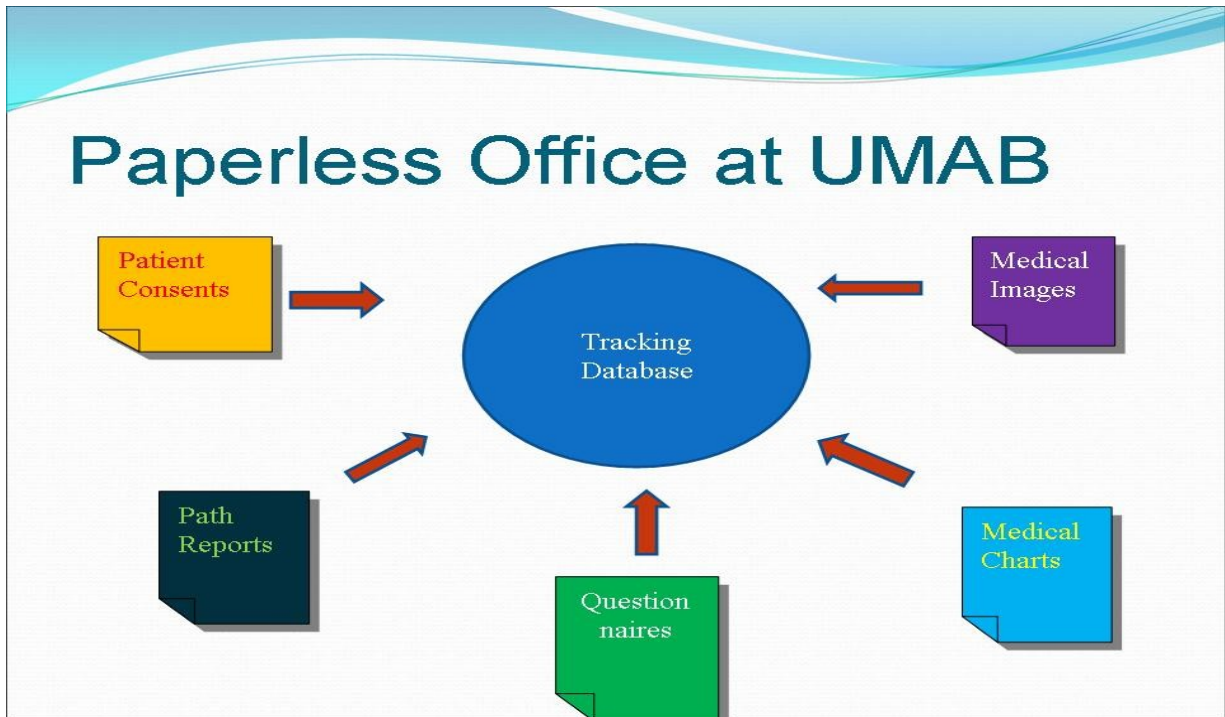 Paperless Office at UMAB
Patient
Consents
Medical
Images
Tracking
Database
Path
Reports
Medical
Charts
Question
naires